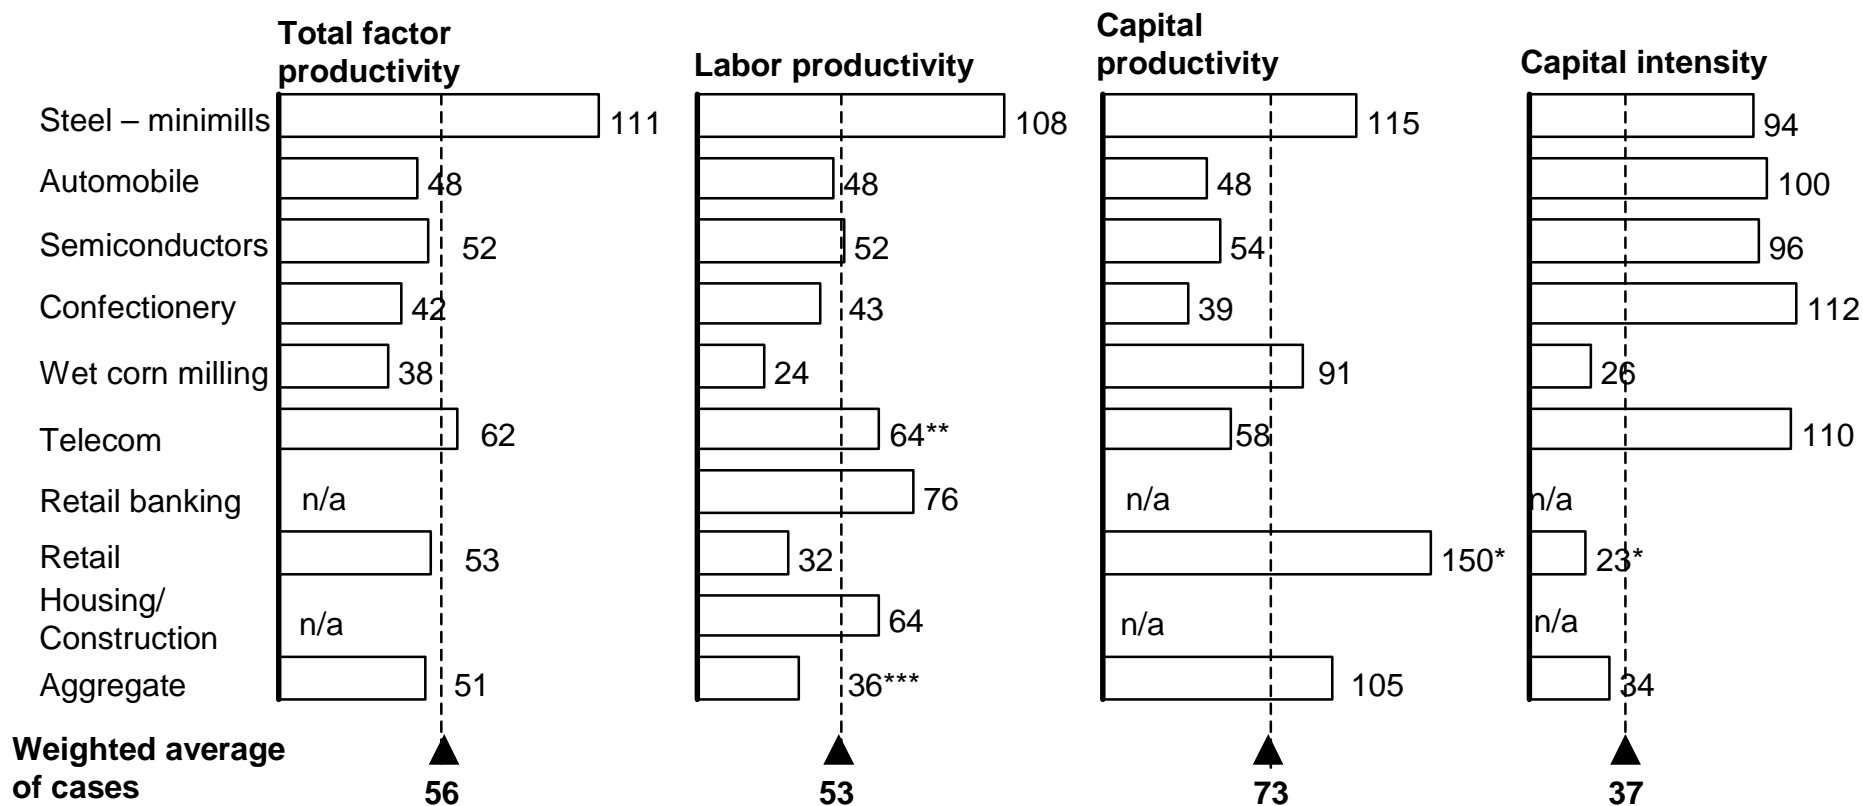 Total factor
productivity
Labor productivity
Capital
productivity
Capital intensity
Steel – minimills 111 108 115 94
Automobile 48 48 48 100
Semiconductors 52 52 54 96
Confectionery 42 43 39 112
Wet corn milling 38 24 91 26
Telecom 62 64** 58 110
Retail banking n/a 76 n/a n/a
Retail 53 32 150* 23*
Housing/
Construction n/a 64 n/a n/a
Aggregate 51 36*** 105 34
Weighted average
of cases 56 53 73 37